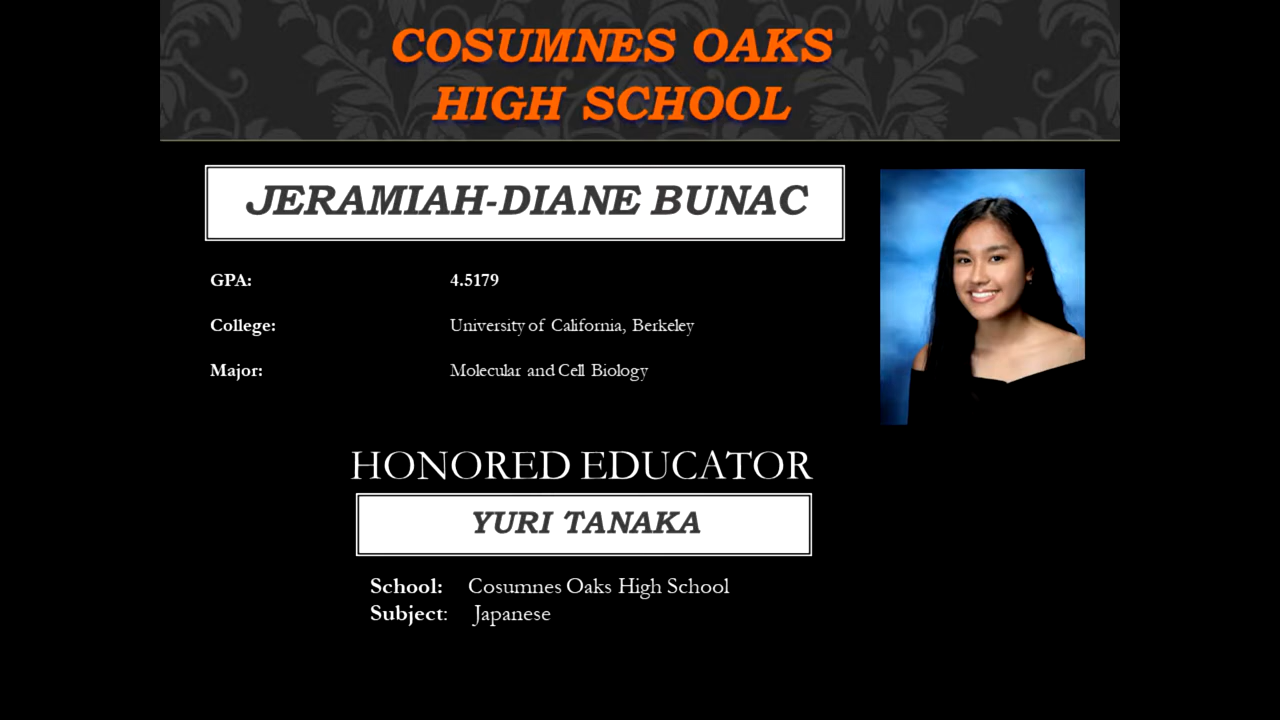 COSUMNES OAKS
HIGH SCHOOL
JERAMIAH-DIANE BUNAC
GPA: 4.5179
College: University of California, Berkeley
Major: Molecular and Cell Biology
HONORED EDUCATOR
YURI TANAKA
School: Cosumnes Oaks High School
Subject: Japanese